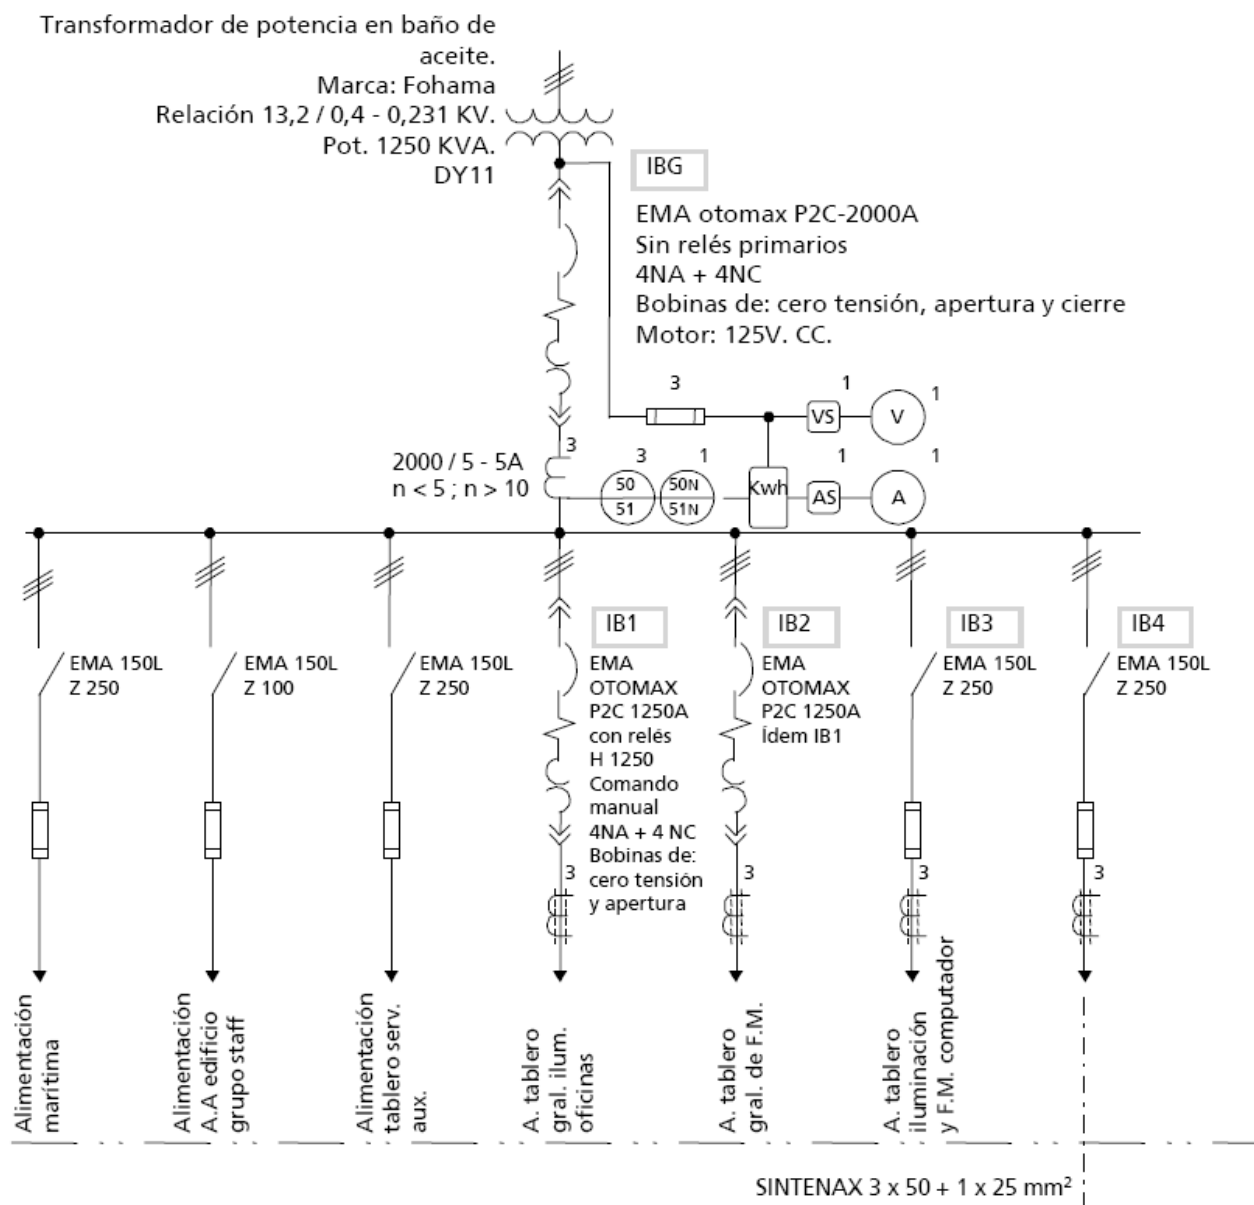 Transformador de potencia en baño de
aceite.
Marca: Fohama
Relación 13,2 / 0,4 - 0,231 KV.
Pot. 1250 KVA.
DY11
IBG
EMA otomax P2C-2000A
Sin relés primarios
4NA + 4NC
Bobinas de: cero tensión, apertura y cierre
Motor: 125V. CC.
3
1
1
VS
V
3
2000 / 5 - 5A
n < 5 ; n > 10
3
1
1
1
50
51
50N
51N
Kwh
AS
A
EMA 150L
Z 250
EMA 150L
Z 100
EMA 150L
Z 250
IB1
EMA
OTOMAX
P2C 1250A
con relés
H 1250
Comando
manual
4NA + 4 NC
Bobinas de:
cero tensión
y apertura
3
IB2
EMA
OTOMAX
P2C 1250A
Ídem IB1
3
IB3
EMA 150L
Z 250
3
IB4
EMA 150L
Z 250
3
Alimentación
marítima
Alimentación
A.A edificio
grupo staff
Alimentación
tablero serv.
aux.
A. tablero
gral. ilum.
oficinas
A. tablero
gral. de F.M.
A. tablero
iluminación
y F.M. computador
SINTENAX 3 x 50 + 1 x 25 mm²